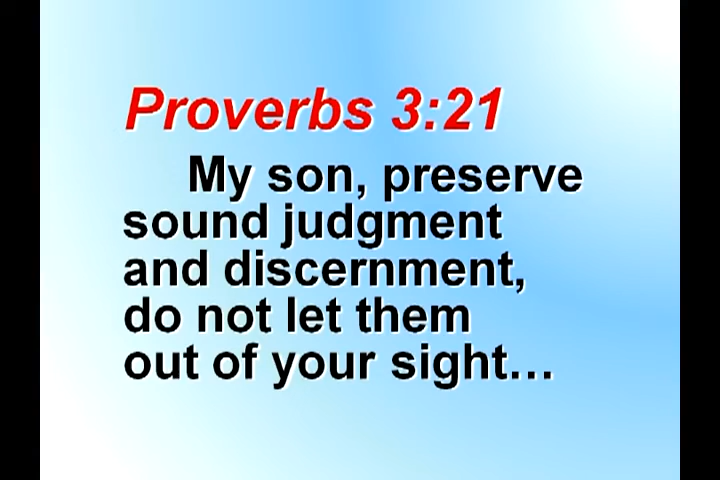 Proverbs 3:21
My son, preserve
sound judgment
and discernment,
do not let them
out of your sight…